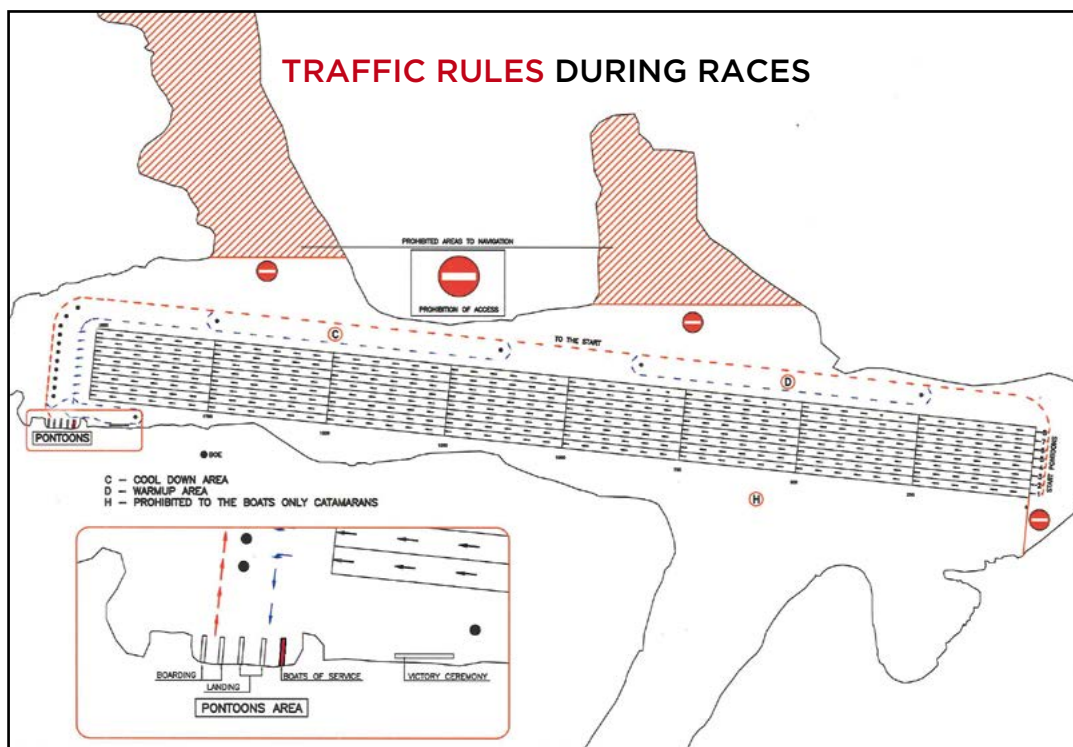 TRAFFIC RULES DURING RACES
PROHIBITED AREAS TO NAVIGATION
PROHIBITION OF ACCESS
C
TO THE START
D
PONTOONS
BOE
C – COOL DOWN AREA
D – WARMUP AREA
H – PROHIBITED TO THE BOATS ONLY CATAMARANS
H
START PONTOONS
BOARDING
LANDING
BOATS OF SERVICE
VICTORY CEREMONY
PONTOONS AREA